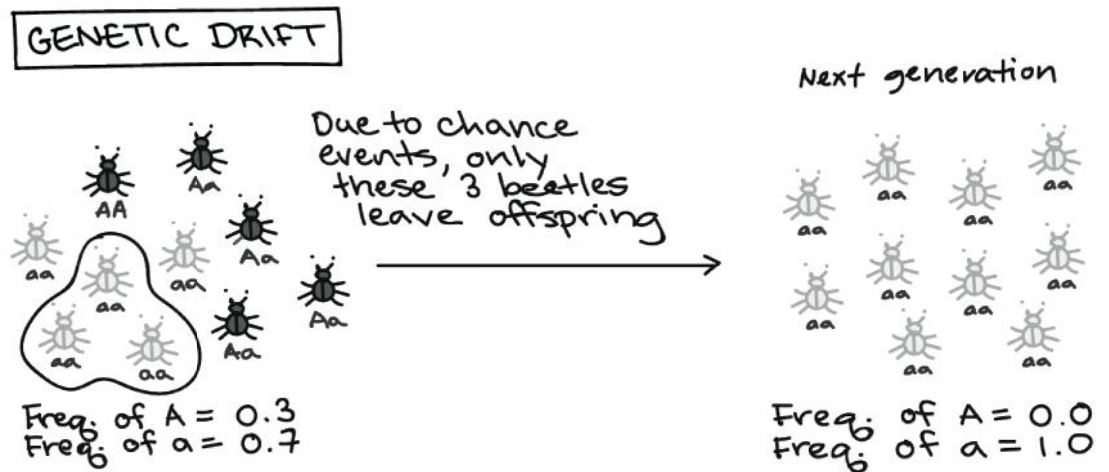 GENETIC DRIFT
Next generation
Due to chance
events, only
these 3 beetles
leave offspring
AA
Aa
aa
aa
aa
Aa
aa
aa
Aa
Aa
aa
aa
aa
aa
aa
aa
aa
aa
aa
aa
Freq. of A = 0.3
Freq. of a = 0.7
Freq. of A = 0.0
Freq. of a = 1.0